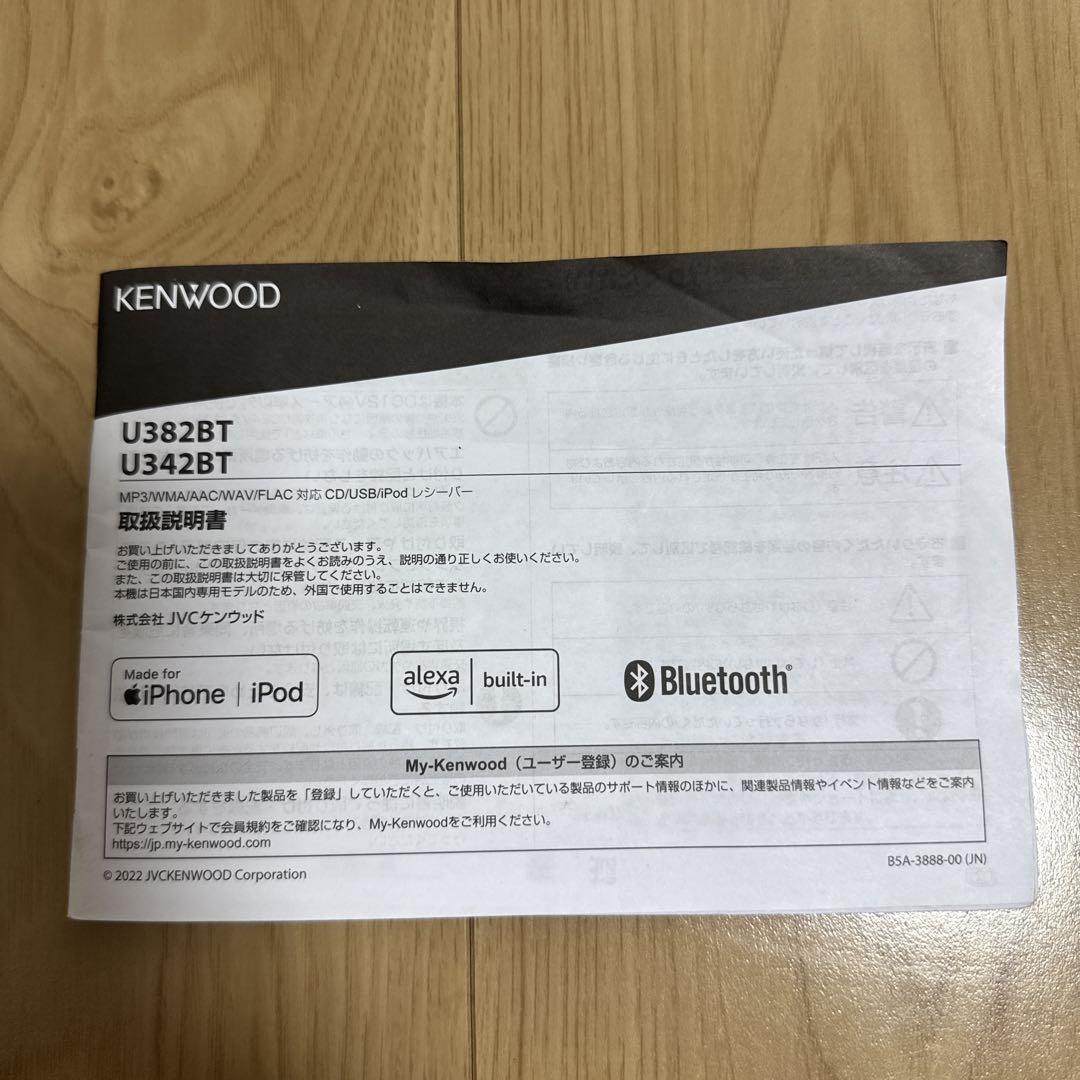 KENWOOD
U382BT
U342BT
MP3/WMA/AAC/WAV/FLAC 対応 CD/USB/iPod レシーバー
取扱説明書
お買い上げいただきましてありがとうございます。
ご使用の前に、この取扱説明書をよくお読みのうえ、説明の通り正しくお使いください。
また、この取扱説明書は大切に保管してください。
本機は日本国内専用モデルのため、外国で使用することはできません。
株式会社 JVCケンウッド
Made for
iPhone | iPod
alexa | built-in
Bluetooth®
My-Kenwood（ユーザー登録）のご案内
お買い上げいただきました製品を「登録」していただくと、ご使用いただいている製品のサポート情報のほかに、関連製品情報やイベント情報などをご案内
いたします。
下記ウェブサイトで会員規約をご確認になり、My-Kenwoodをご利用ください。
https://jp.my-kenwood.com
© 2022 JVCKENWOOD Corporation
B5A-3888-00 (JN)